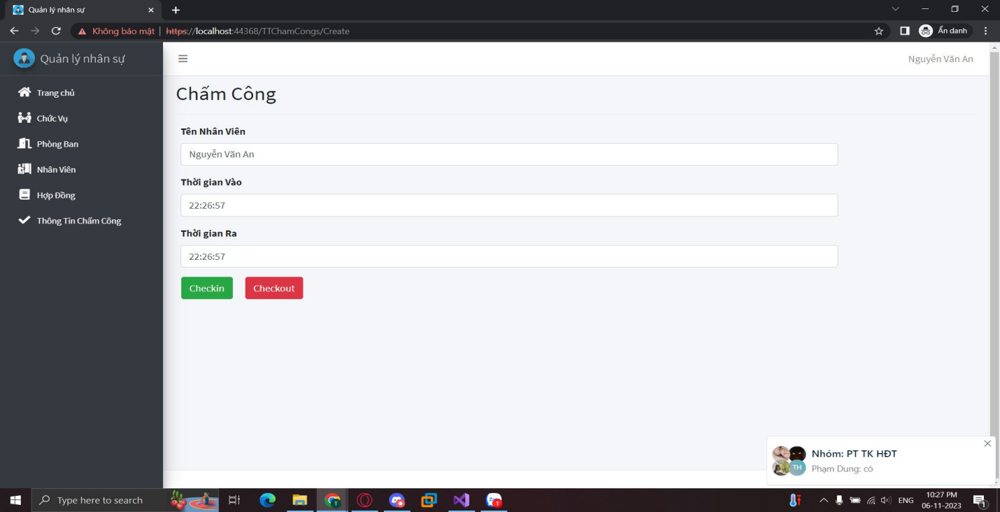 Quản lý nhân sự
Không bảo mật | https://localhost:44368/TTChamCongs/Create
Ẩn danh
Quản lý nhân sự
Nguyễn Văn An
Trang chủ
Chức Vụ
Phòng Ban
Nhân Viên
Hợp Đồng
Thông Tin Chấm Công
Chấm Công
Tên Nhân Viên
Nguyễn Văn An
Thời gian Vào
22:26:57
Thời gian Ra
22:26:57
Checkin
Checkout
Nhóm: PT TK HĐT
TH
Phạm Dung: có
Type here to search
ENG
10:27 PM
06-11-2023